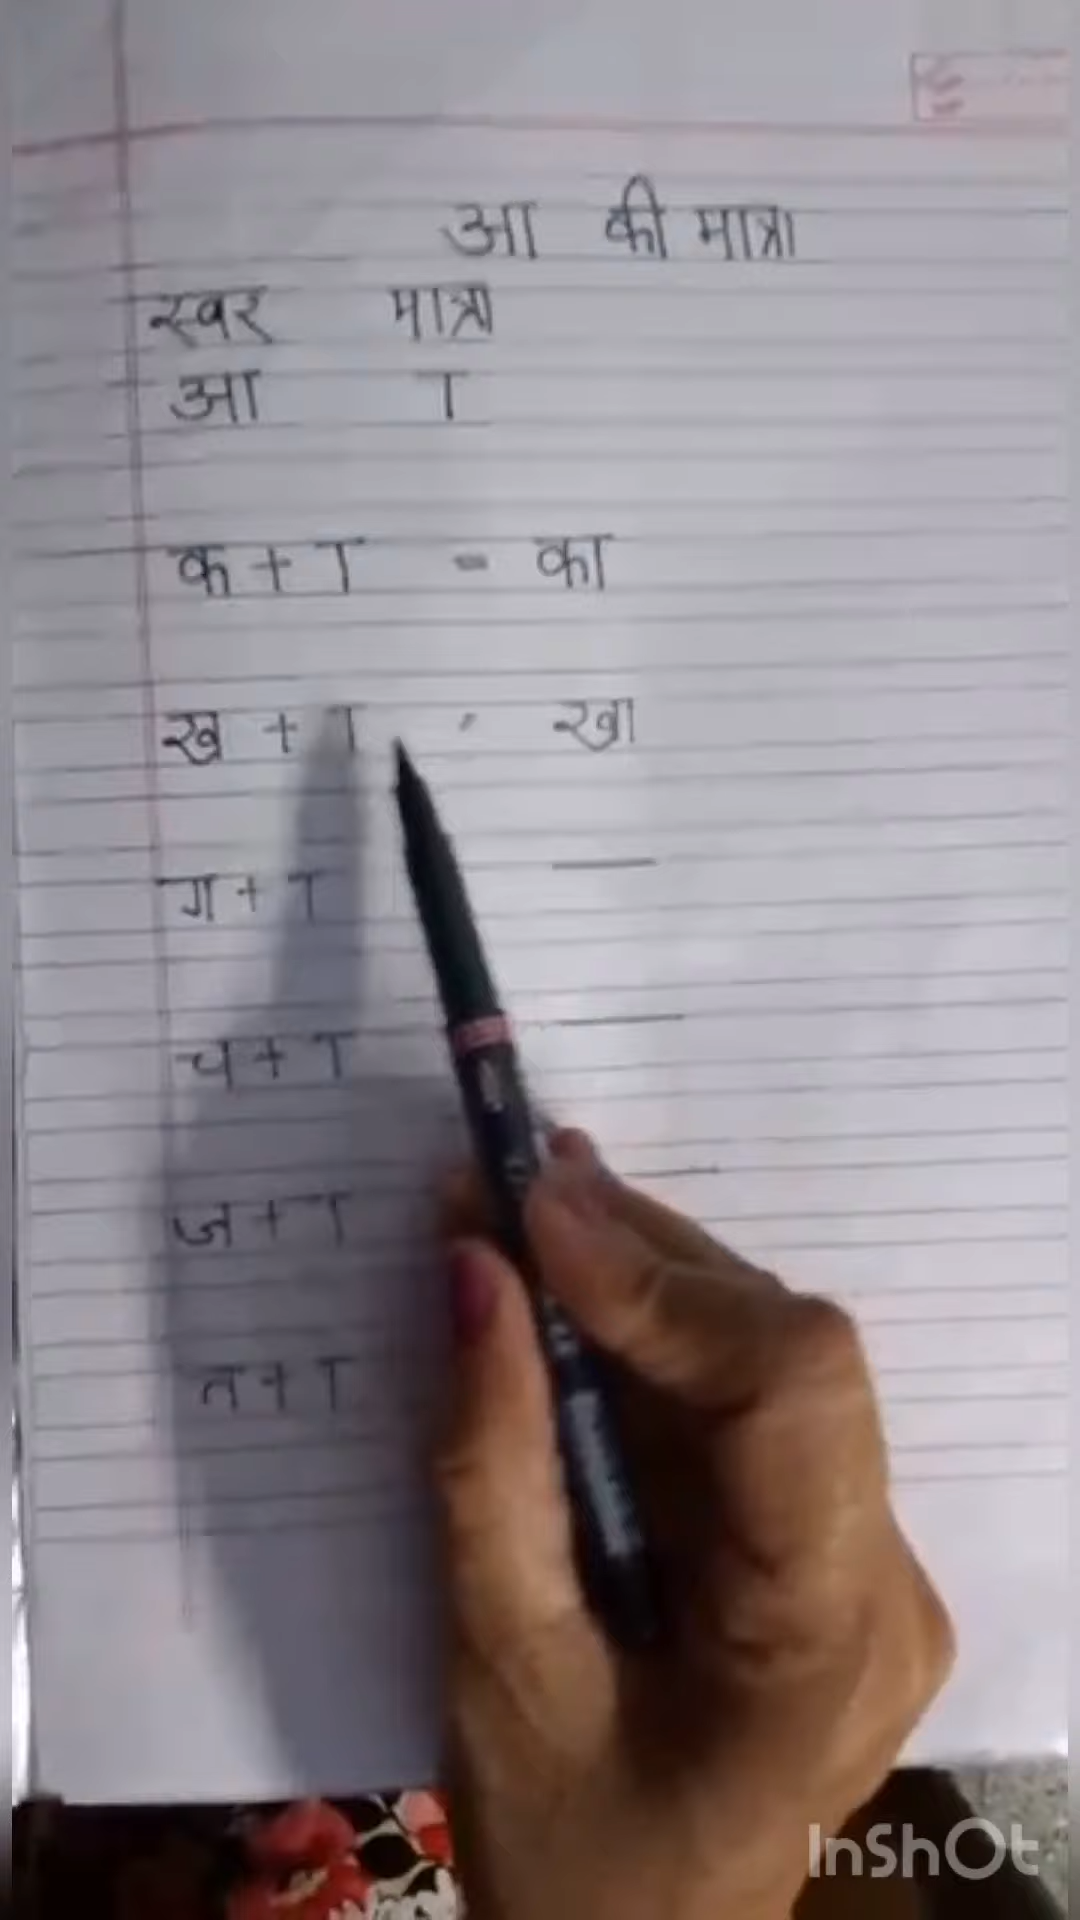 आ की मात्रा
स्वर मात्रा
आ ा
क + ा = का
ख + ा = खा
ग + ा
च + ा
ज + ा
त + ा
InShOt